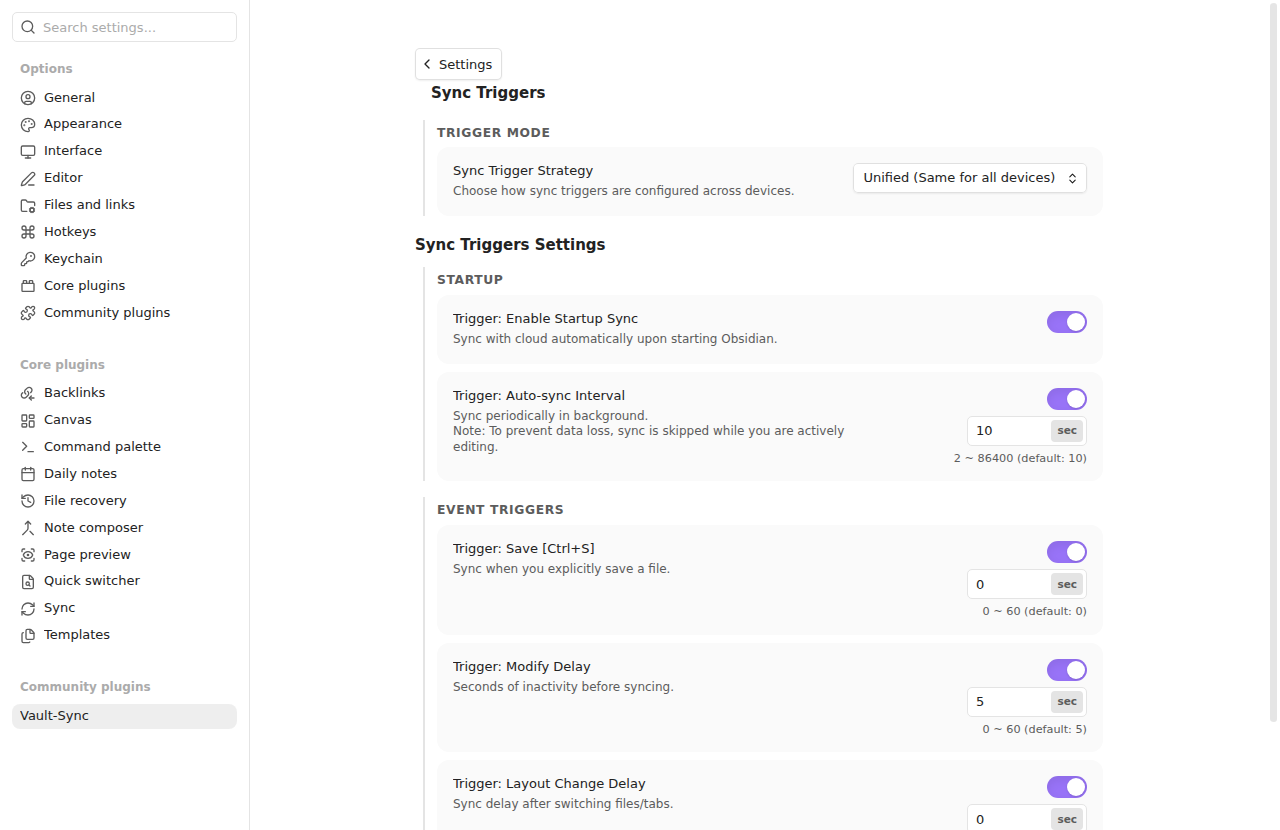 Search settings...
Options
General
Appearance
Interface
Editor
Files and links
Hotkeys
Keychain
Core plugins
Community plugins
Core plugins
Backlinks
Canvas
Command palette
Daily notes
File recovery
Note composer
Page preview
Quick switcher
Sync
Templates
Community plugins
Vault-Sync
Settings
Sync Triggers
TRIGGER MODE
Sync Trigger Strategy
Choose how sync triggers are configured across devices.
Unified (Same for all devices)
Sync Triggers Settings
STARTUP
Trigger: Enable Startup Sync
Sync with cloud automatically upon starting Obsidian.
Trigger: Auto-sync Interval
Sync periodically in background.
Note: To prevent data loss, sync is skipped while you are actively
editing.
10 sec
2 ~ 86400 (default: 10)
EVENT TRIGGERS
Trigger: Save [Ctrl+S]
Sync when you explicitly save a file.
0 sec
0 ~ 60 (default: 0)
Trigger: Modify Delay
Seconds of inactivity before syncing.
5 sec
0 ~ 60 (default: 5)
Trigger: Layout Change Delay
Sync delay after switching files/tabs.
0 sec